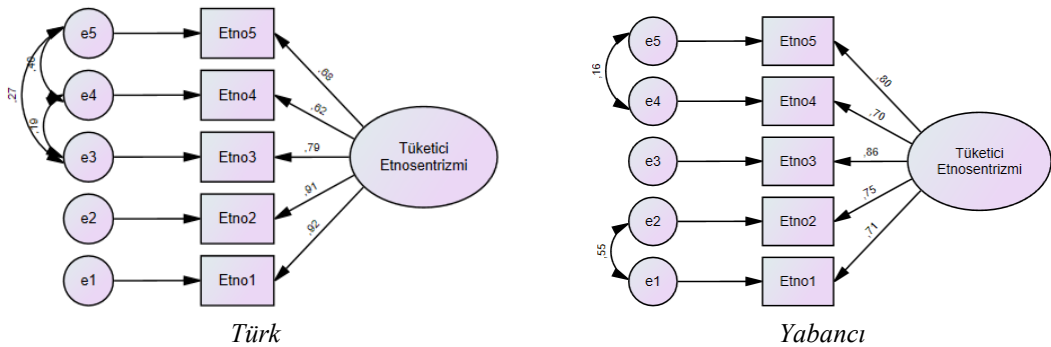 e5
Etno5
,68
,40
e4
Etno4
,62
,27
,19
e3
Etno3
,79
Tüketici
Etnosentrizmi
e2
Etno2
,91
e1
Etno1
,92
Türk
e5
Etno5
,80
,16
e4
Etno4
,70
e3
Etno3
,86
Tüketici
Etnosentrizmi
e2
Etno2
,75
,55
e1
Etno1
,71
Yabancı